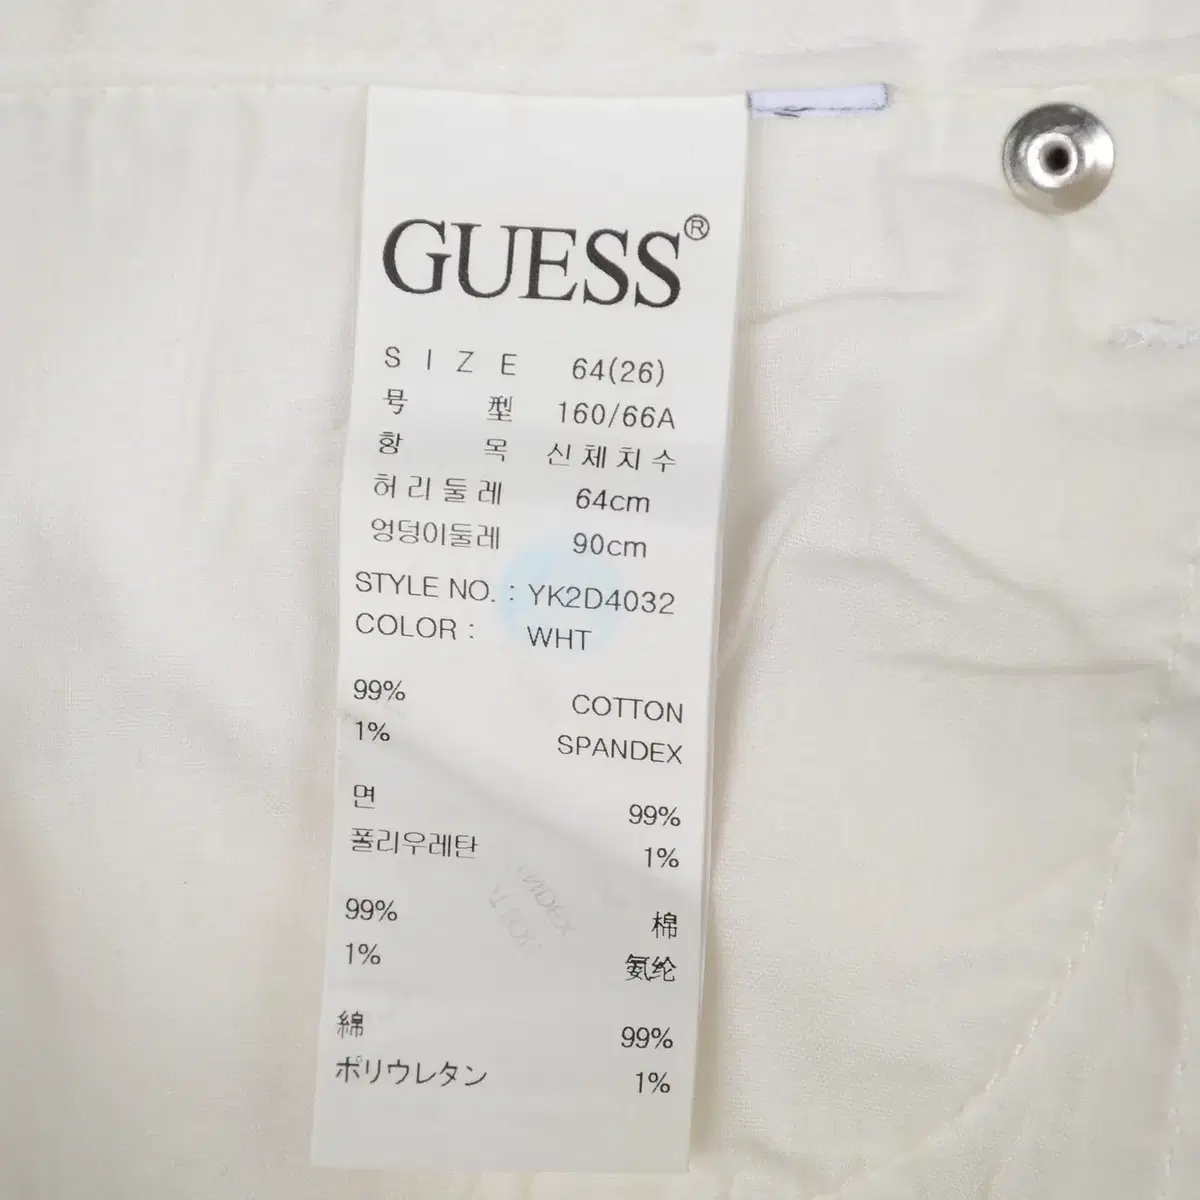 GUESS®
SIZE 64(26)
号型 160/66A
항목 신체치수
허리둘레 64cm
엉덩이둘레 90cm
STYLE NO. : YK2D4032
COLOR : WHT
99% COTTON
1% SPANDEX
면 99%
폴리우레탄 1%
99% 棉
1% 氨纶
綿 99%
ポリウレタン 1%